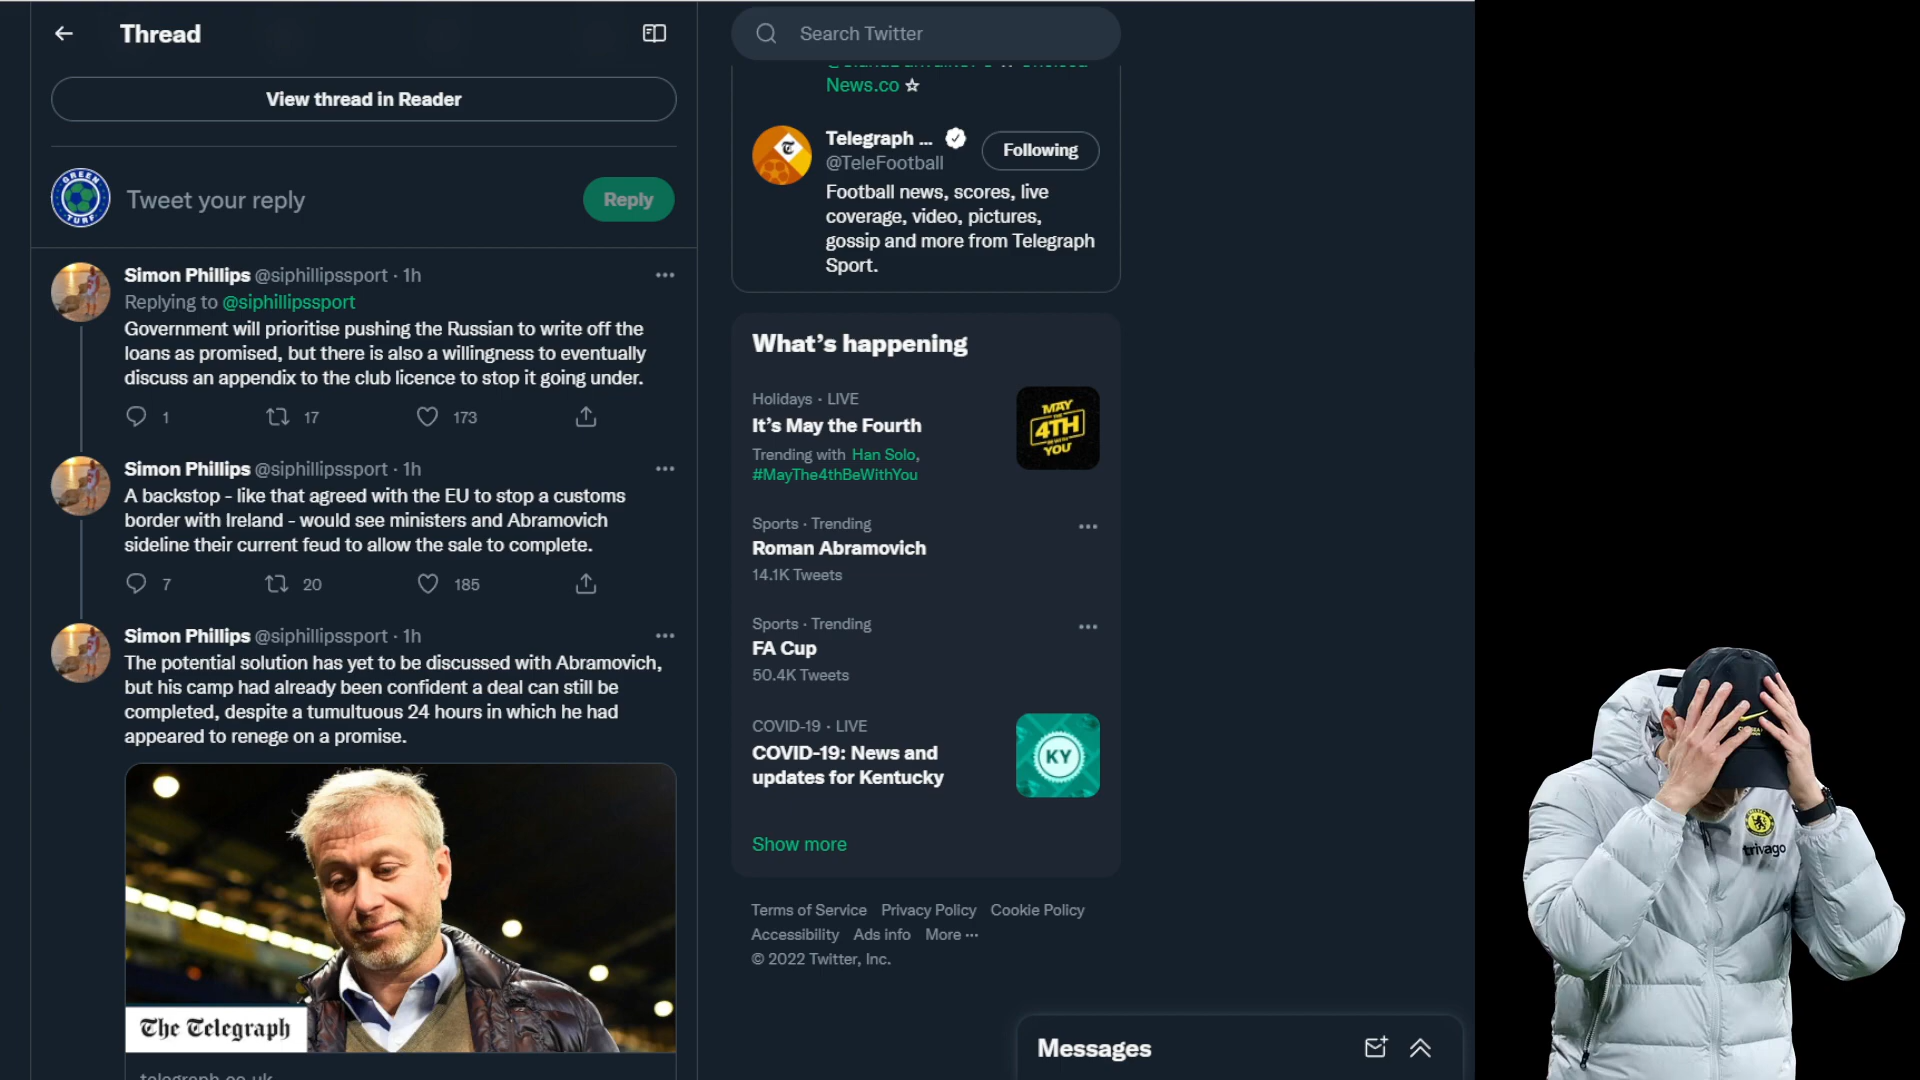 Thread
View thread in Reader
GREEN
TURF
Tweet your reply
Reply
Simon Phillips @siphillipssport · 1h
Replying to @siphillipssport
Government will prioritise pushing the Russian to write off the
loans as promised, but there is also a willingness to eventually
discuss an appendix to the club licence to stop it going under.
1 17 173
Simon Phillips @siphillipssport · 1h
A backstop - like that agreed with the EU to stop a customs
border with Ireland - would see ministers and Abramovich
sideline their current feud to allow the sale to complete.
7 20 185
Simon Phillips @siphillipssport · 1h
The potential solution has yet to be discussed with Abramovich,
but his camp had already been confident a deal can still be
completed, despite a tumultuous 24 hours in which he had
appeared to renege on a promise.
The Telegraph
telegraph.co.uk
Search Twitter
News.co ☆
Telegraph ...
@TeleFootball
Following
Football news, scores, live
coverage, video, pictures,
gossip and more from Telegraph
Sport.
What's happening
Holidays · LIVE
It's May the Fourth
Trending with Han Solo,
#MayThe4thBeWithYou
MAY
THE
4TH
BE WITH
YOU
Sports · Trending
Roman Abramovich
14.1K Tweets
Sports · Trending
FA Cup
50.4K Tweets
COVID-19 · LIVE
COVID-19: News and
updates for Kentucky
KY
Show more
Terms of Service Privacy Policy Cookie Policy
Accessibility Ads info More ···
© 2022 Twitter, Inc.
Messages
trivago